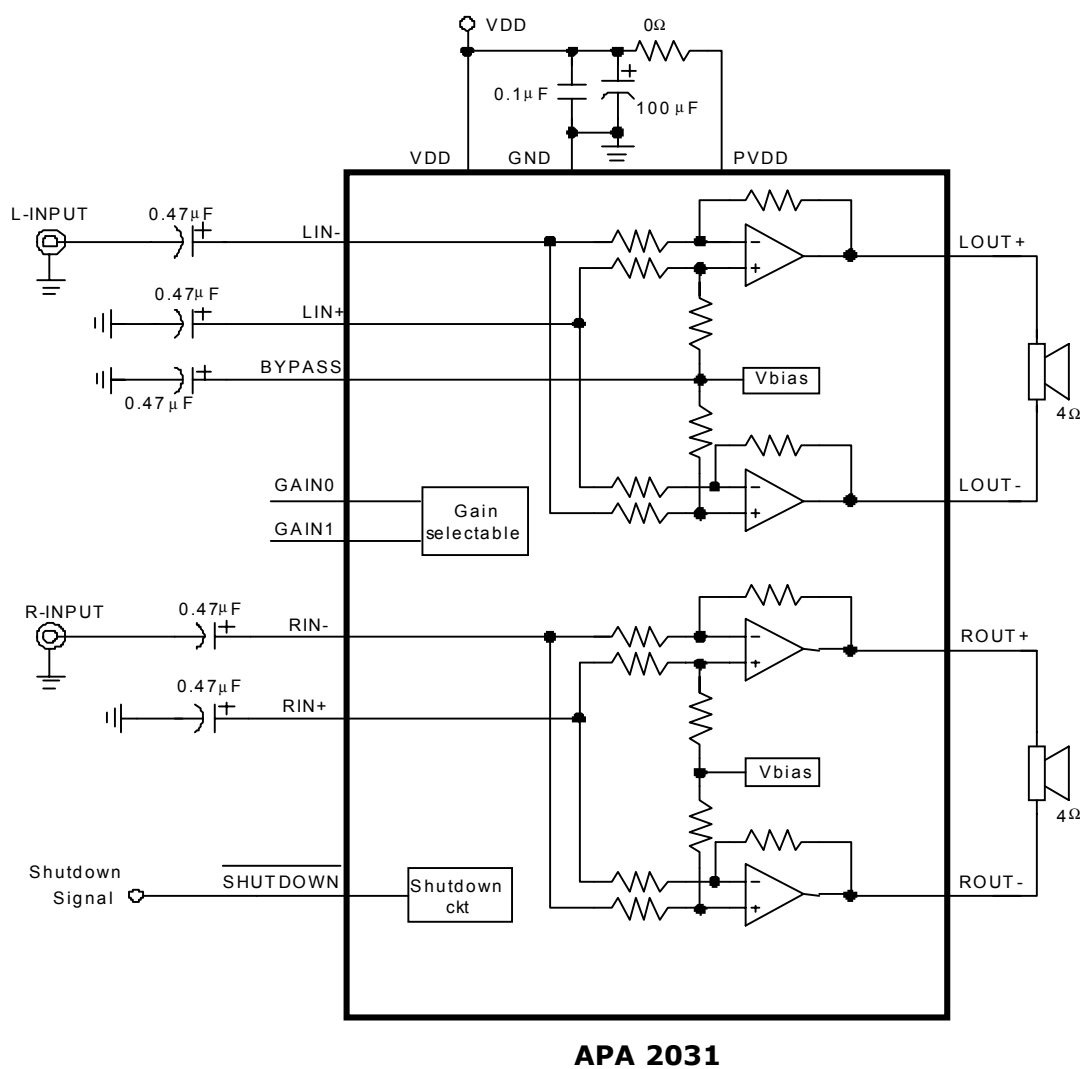 VDD
0Ω
+
0.1μF
100μF
VDD
GND
PVDD
L-INPUT
0.47μF
+
LIN-
LOUT+
−
+
0.47μF
+
LIN+
BYPASS
+
0.47μF
Vbias
4Ω
GAIN0
GAIN1
Gain
selectable
−
+
LOUT-
R-INPUT
0.47μF
+
RIN-
ROUT+
−
+
0.47μF
+
RIN+
Vbias
4Ω
Shutdown
Signal
SHUTDOWN
Shutdown
ckt
−
+
ROUT-
APA 2031